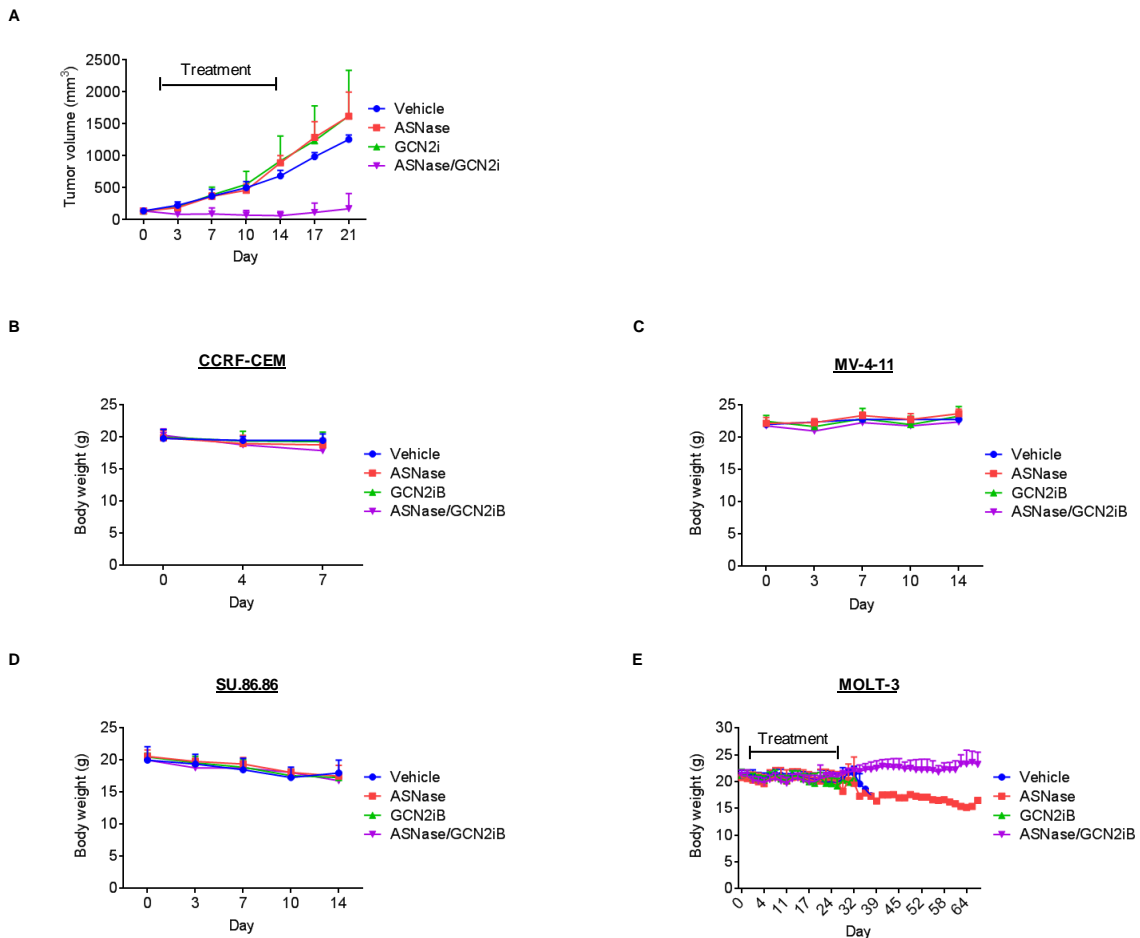 A
Tumor volume (mm³)
2500
2000
1500
1000
500
0
Treatment
0 3 7 10 14 17 21
Day
Vehicle
ASNase
GCN2i
ASNase/GCN2i
B
CCRF-CEM
Body weight (g)
25
20
15
10
5
0
0 4 7
Day
Vehicle
ASNase
GCN2iB
ASNase/GCN2iB
C
MV-4-11
Body weight (g)
25
20
15
10
5
0
0 3 7 10 14
Day
Vehicle
ASNase
GCN2iB
ASNase/GCN2iB
D
SU.86.86
Body weight (g)
25
20
15
10
5
0
0 3 7 10 14
Day
Vehicle
ASNase
GCN2iB
ASNase/GCN2iB
E
MOLT-3
Body weight (g)
30
25
20
15
10
5
0
Treatment
0 4 11 17 24 32 39 45 52 58 64
Day
Vehicle
ASNase
GCN2iB
ASNase/GCN2iB